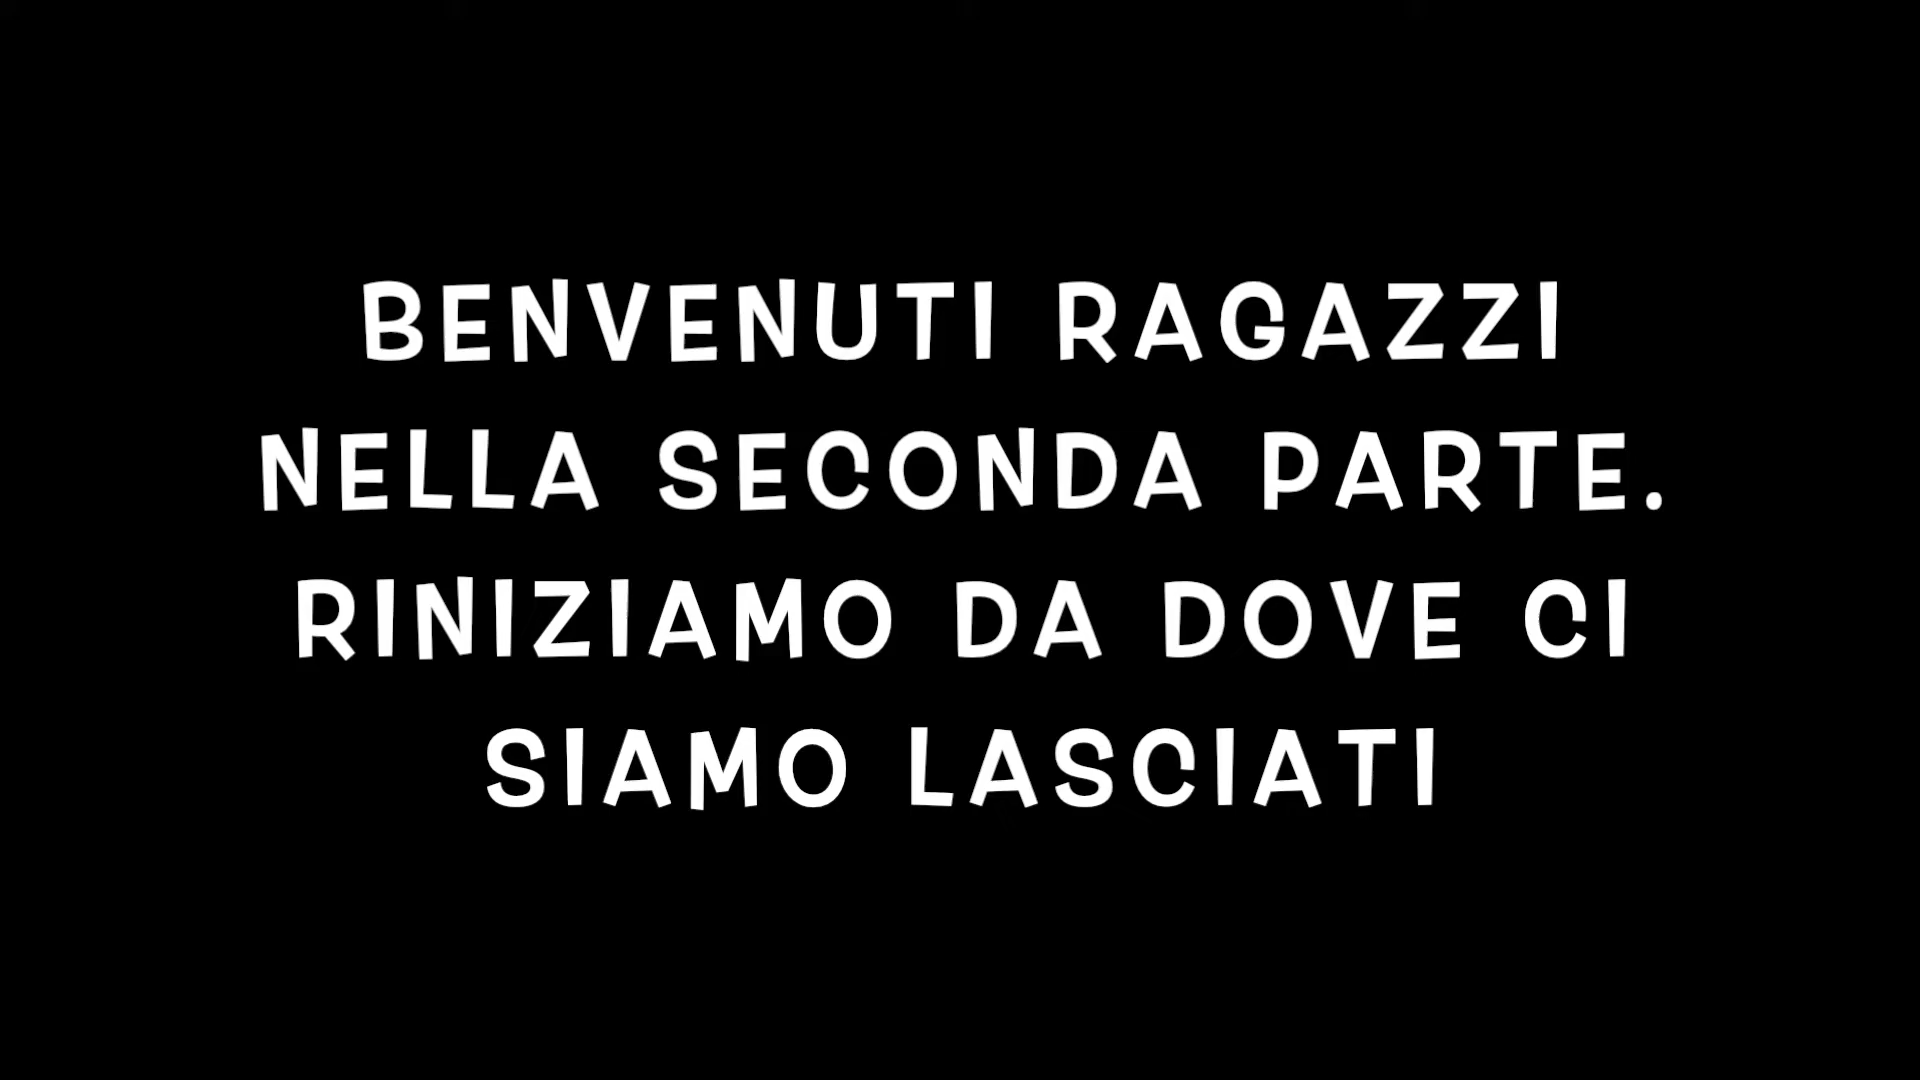 BENVENUTI RAGAZZI
NELLA SECONDA PARTE.
RINIZIAMO DA DOVE CI
SIAMO LASCIATI